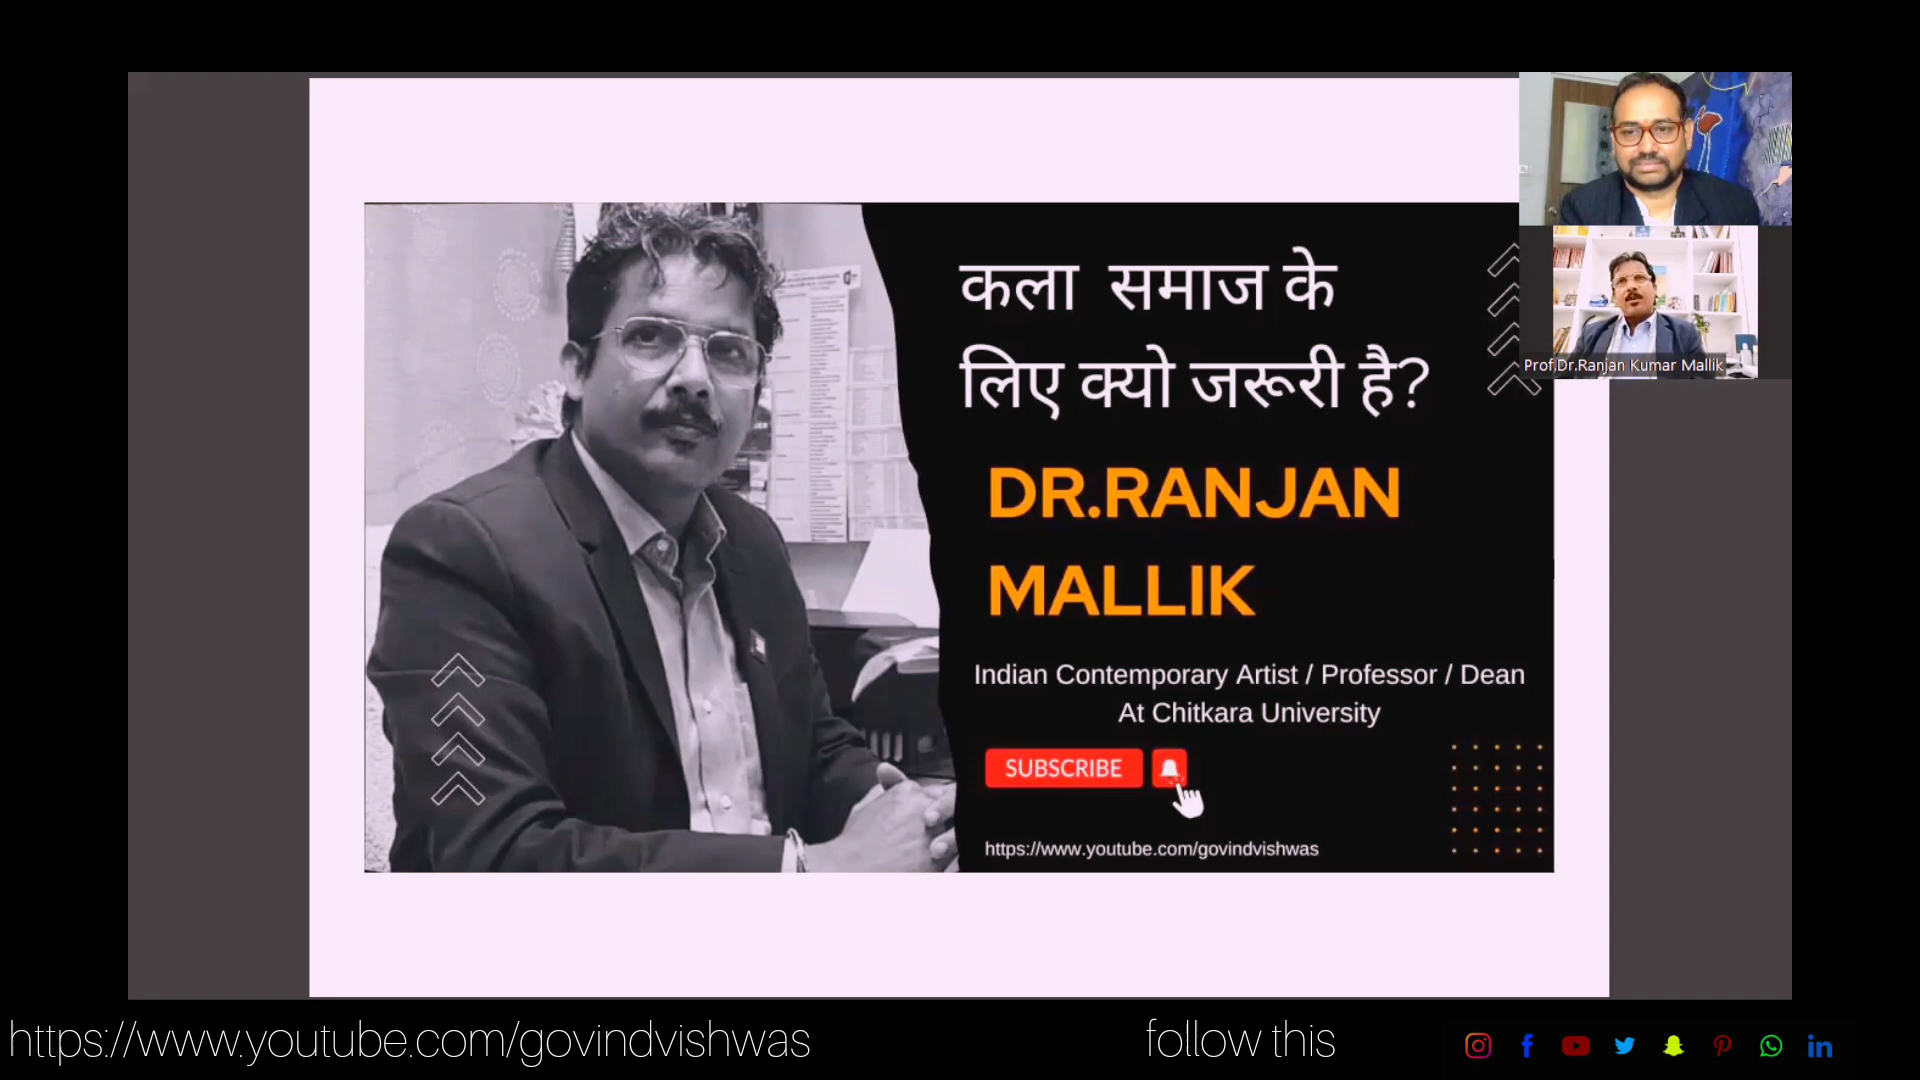 कला समाज के
लिए क्यो जरूरी है?
DR.RANJAN
MALLIK
Indian Contemporary Artist / Professor / Dean
At Chitkara University
SUBSCRIBE
https://www.youtube.com/govindvishwas
Prof.Dr.Ranjan Kumar Mallik
https://www.youtube.com/govindvishwas
follow this